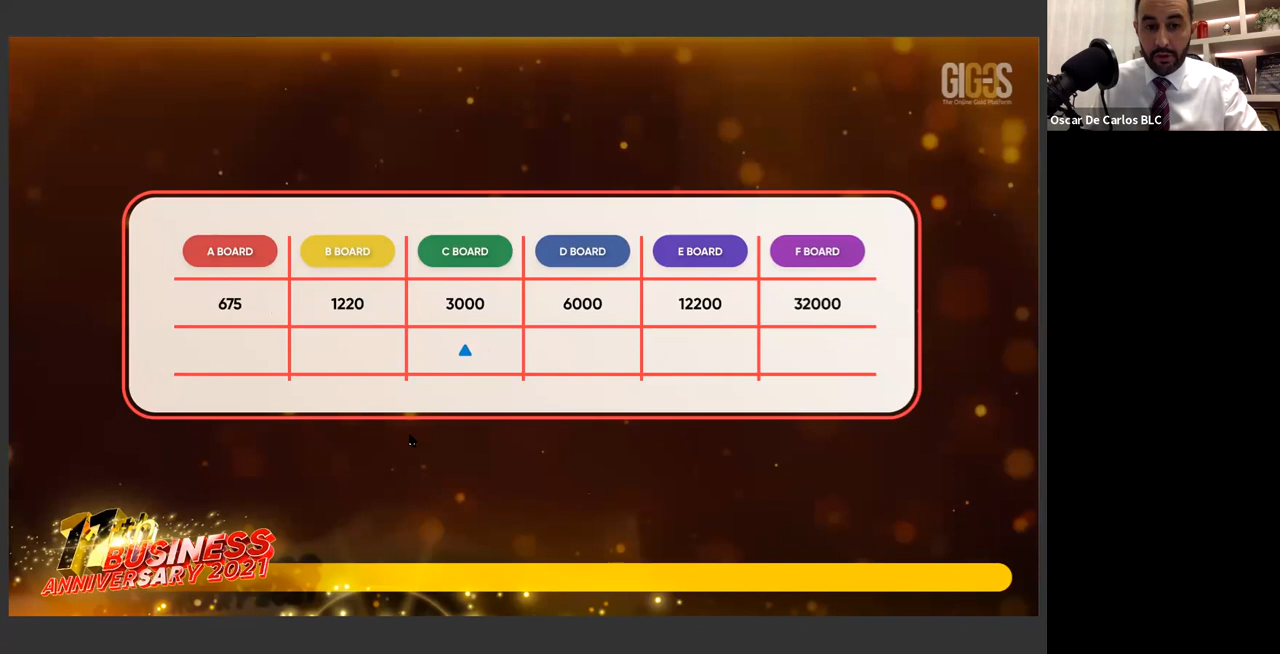 GIGOS
The Online Gold Platform
Oscar De Carlos BLC
A BOARD B BOARD C BOARD D BOARD E BOARD F BOARD
675 1220 3000 6000 12200 32000
11th
BUSINESS
ANNIVERSARY 2021